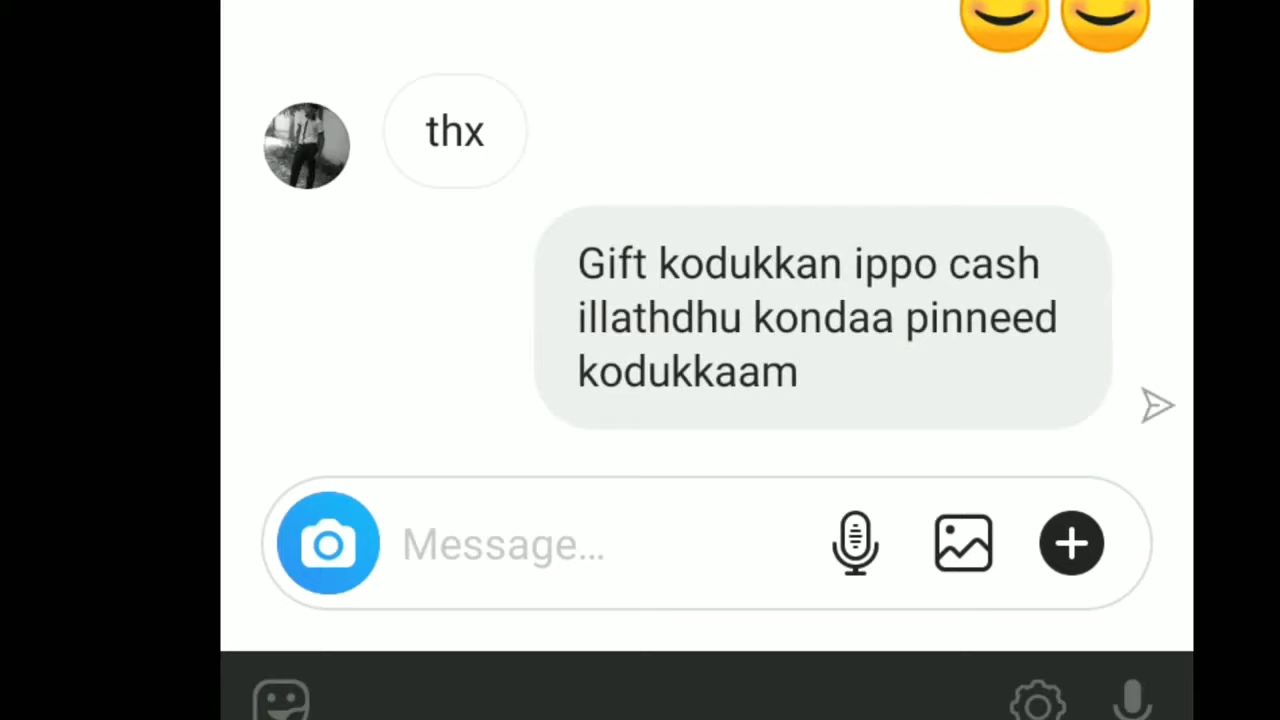 thx
Gift kodukkan ippo cash
illathdhu kondaa pinneed
kodukkaam
Message...